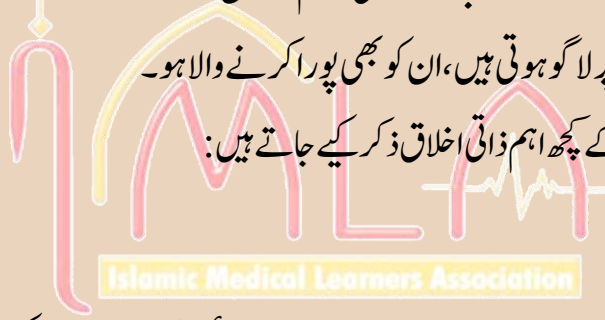 پر لاگو ہوتی ہیں، ان کو بھی پورا کرنے والا ہو۔
کے کچھ اہم ذاتی اخلاق ذکر کیے جاتے ہیں:
IMLA
Islamic Medical Learners Association